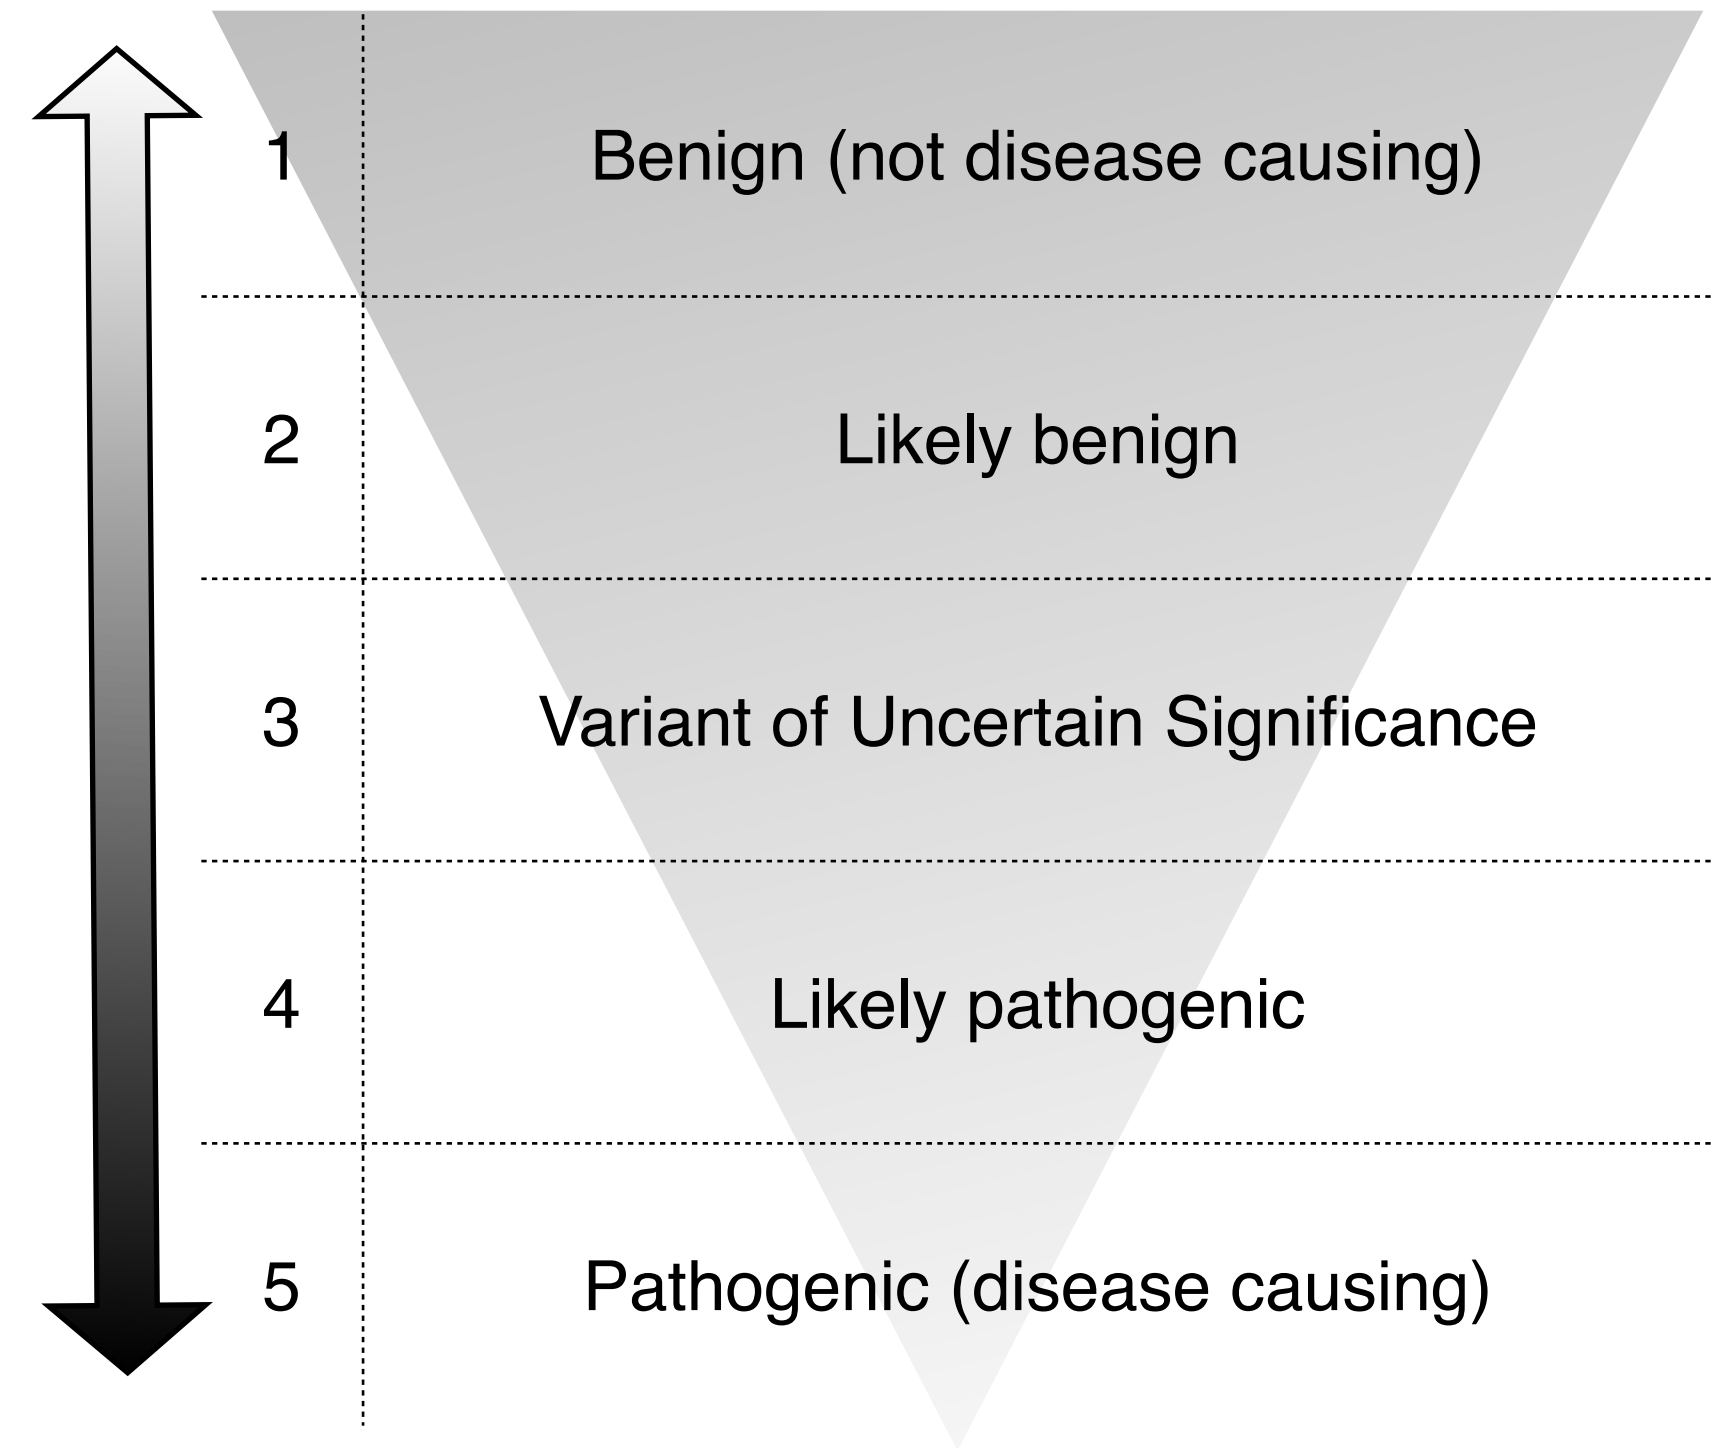 1 Benign (not disease causing)
2 Likely benign
3 Variant of Uncertain Significance
4 Likely pathogenic
5 Pathogenic (disease causing)